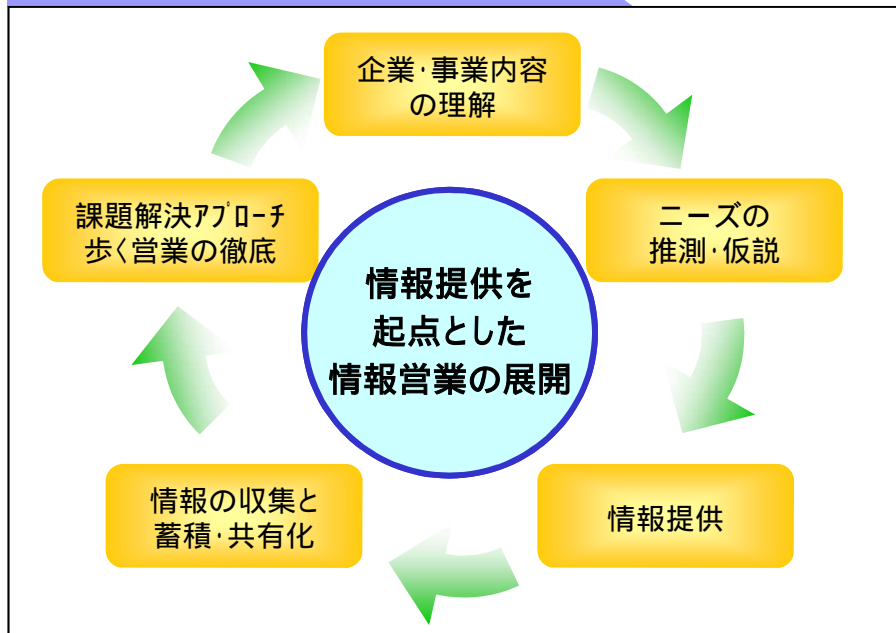 企業･事業内容
の理解
ニーズの
推測･仮説
情報提供
情報の収集と
蓄積･共有化
課題解決ｱﾌﾟﾛｰﾁ
歩く営業の徹底
情報提供を
起点とした
情報営業の展開